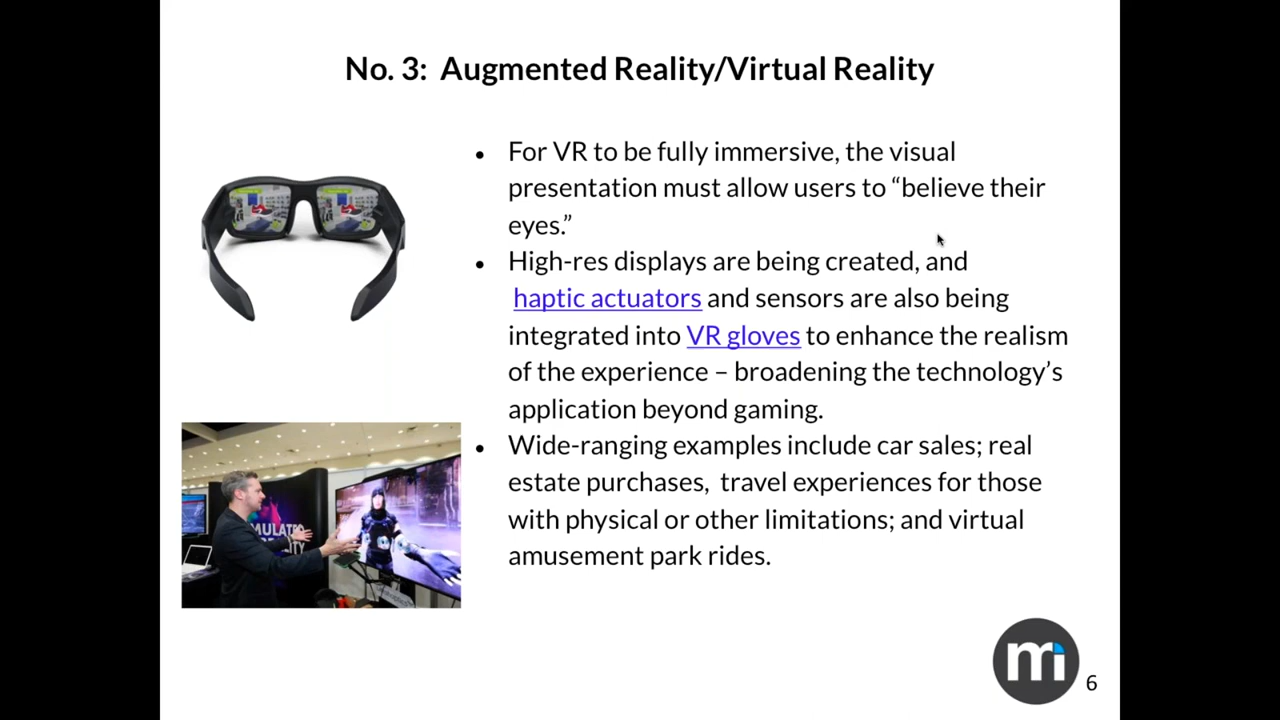 No. 3:  Augmented Reality/Virtual Reality
• For VR to be fully immersive, the visual
presentation must allow users to “believe their
eyes.”
• High-res displays are being created, and
haptic actuators and sensors are also being
integrated into VR gloves to enhance the realism
of the experience – broadening the technology’s
application beyond gaming.
• Wide-ranging examples include car sales; real
estate purchases,  travel experiences for those
with physical or other limitations; and virtual
amusement park rides.
mi
6